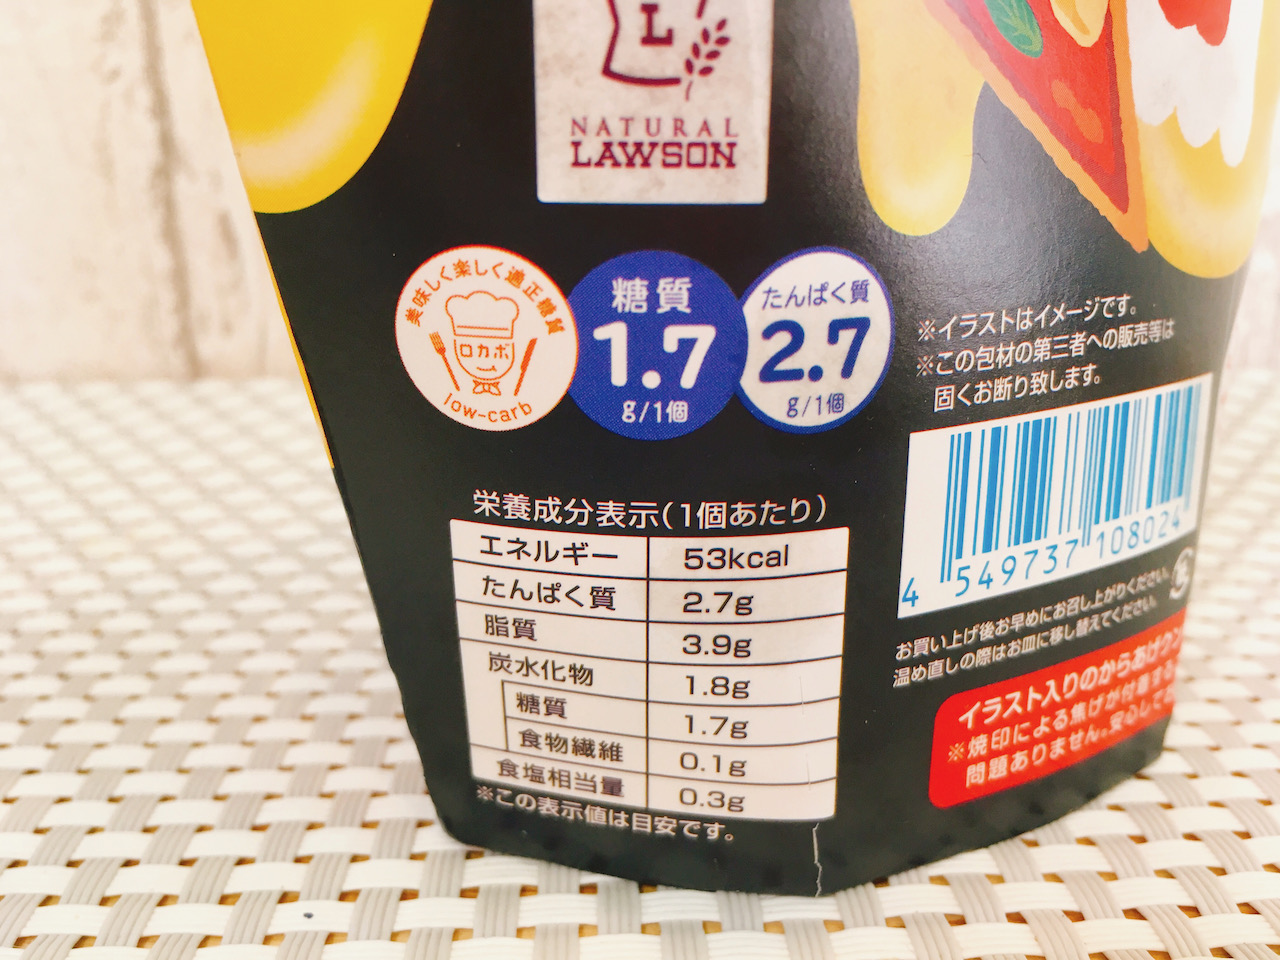 L
NATURAL
LAWSON
美味しく楽しく適正糖質
ロカボ
low-carb
糖質
1.7
g/1個
たんぱく質
2.7
g/1個
※イラストはイメージです。
※この包材の第三者への販売等は
固くお断り致します。
栄養成分表示(1個あたり)
エネルギー 53kcal
たんぱく質 2.7g
脂質 3.9g
炭水化物 1.8g
糖質 1.7g
食物繊維 0.1g
食塩相当量 0.3g
※この表示値は目安です。
4 549737 108024
お買い上げ後お早めにお召し上がりください。
温め直しの際はお皿に移し替えてください。
イラスト入りのからあげクン
※焼印による焦げが付着する
問題ありません。安心して